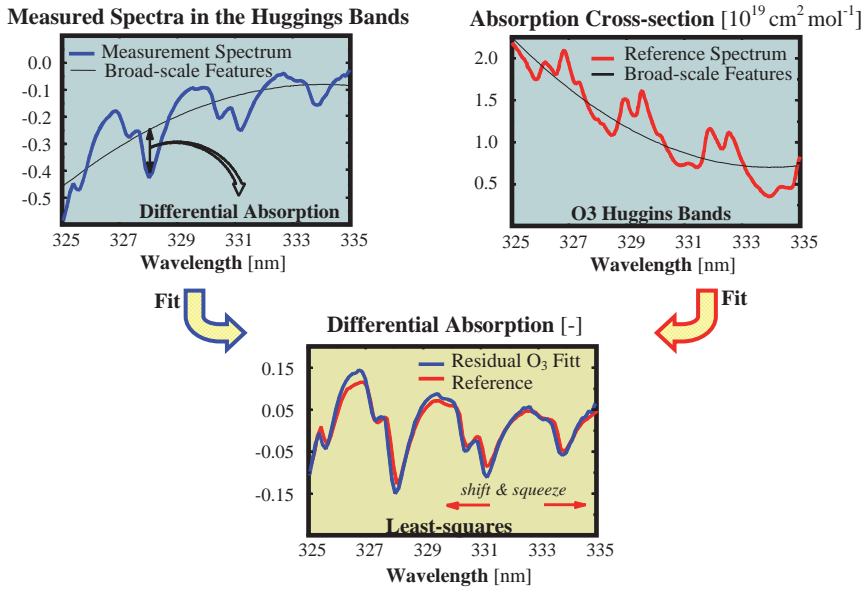 Measured Spectra in the Huggings Bands
Measurement Spectrum
Broad-scale Features
0.0
-0.1
-0.2
-0.3
-0.4
-0.5
Differential Absorption
325 327 329 331 333 335
Wavelength [nm]
Absorption Cross-section [10^19 cm^2 mol^-1]
Reference Spectrum
Broad-scale Features
2.0
1.5
1.0
0.5
O3 Huggins Bands
325 327 329 331 333 335
Wavelength [nm]
Fit
Fit
Differential Absorption [-]
Residual O3 Fitt
Reference
0.15
0.05
-0.05
-0.15
shift & squeeze
Least-squares
325 327 329 331 333 335
Wavelength [nm]